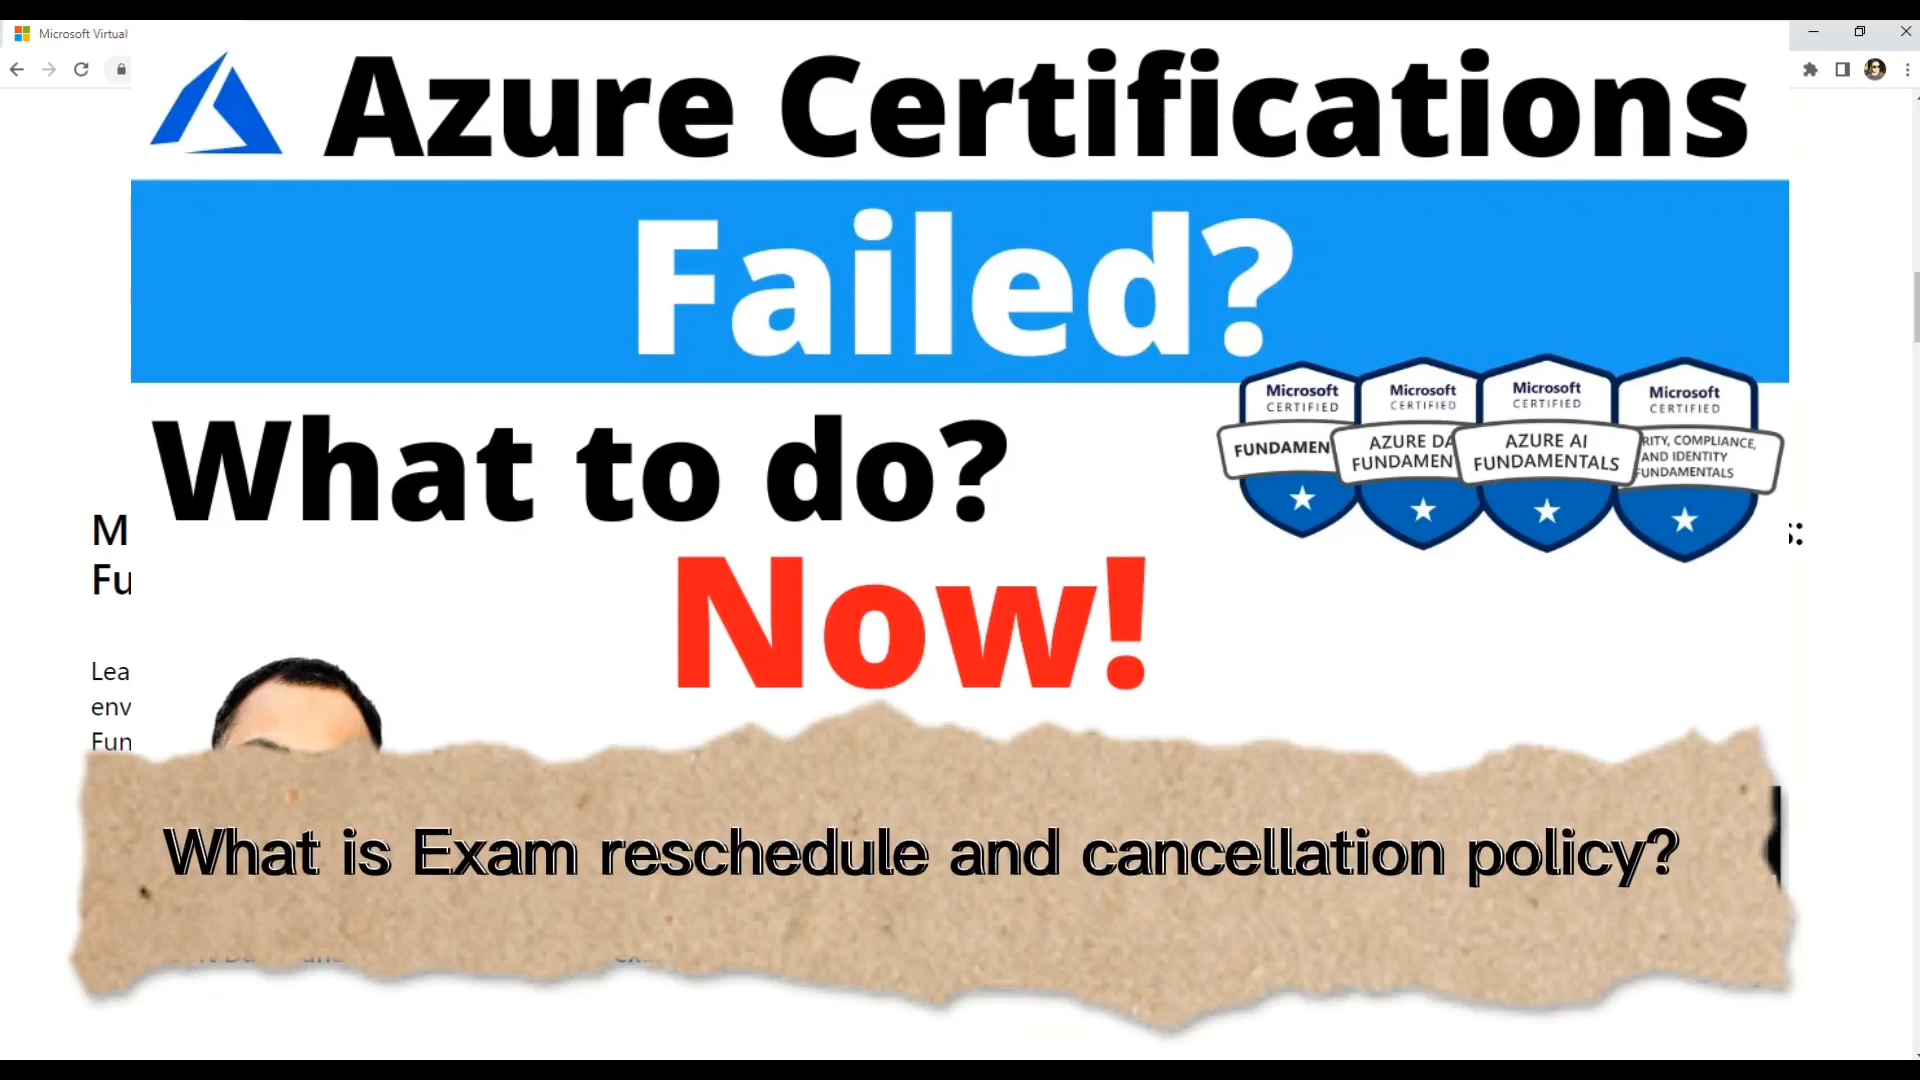 Microsoft Virtual
Azure Certifications
Failed?
Microsoft
CERTIFIED
FUNDAMEN
Microsoft
CERTIFIED
AZURE DA
FUNDAMEN
Microsoft
CERTIFIED
AZURE AI
FUNDAMENTALS
Microsoft
CERTIFIED
RITY, COMPLIANCE,
AND IDENTITY
FUNDAMENTALS
What to do?
Now!
M
s:
Fu
Lea
env
Fun
What is Exam reschedule and cancellation policy?